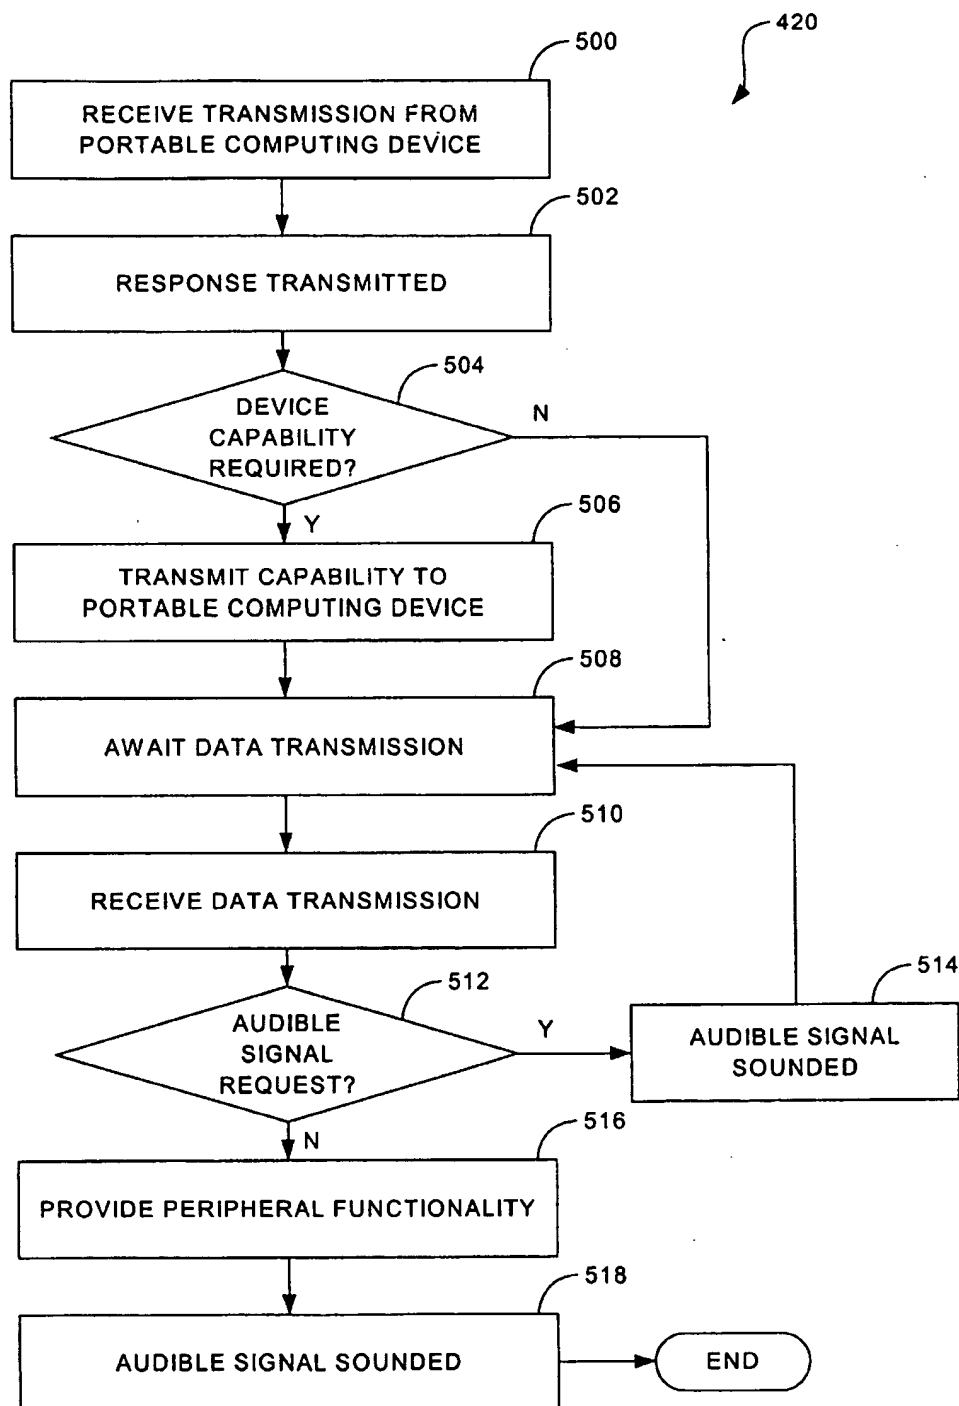 420
500
RECEIVE TRANSMISSION FROM
PORTABLE COMPUTING DEVICE
502
RESPONSE TRANSMITTED
504
DEVICE
CAPABILITY
REQUIRED?
N
Y
506
TRANSMIT CAPABILITY TO
PORTABLE COMPUTING DEVICE
508
AWAIT DATA TRANSMISSION
510
RECEIVE DATA TRANSMISSION
512
AUDIBLE
SIGNAL
REQUEST?
Y
514
AUDIBLE SIGNAL
SOUNDED
N
516
PROVIDE PERIPHERAL FUNCTIONALITY
518
AUDIBLE SIGNAL SOUNDED
END